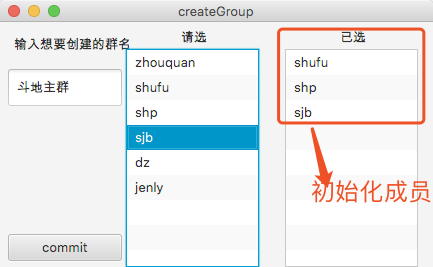 createGroup
输入想要创建的群名
斗地主群
commit
请选
zhouquan
shufu
shp
sjb
dz
jenly
已选
shufu
shp
sjb
初始化成员